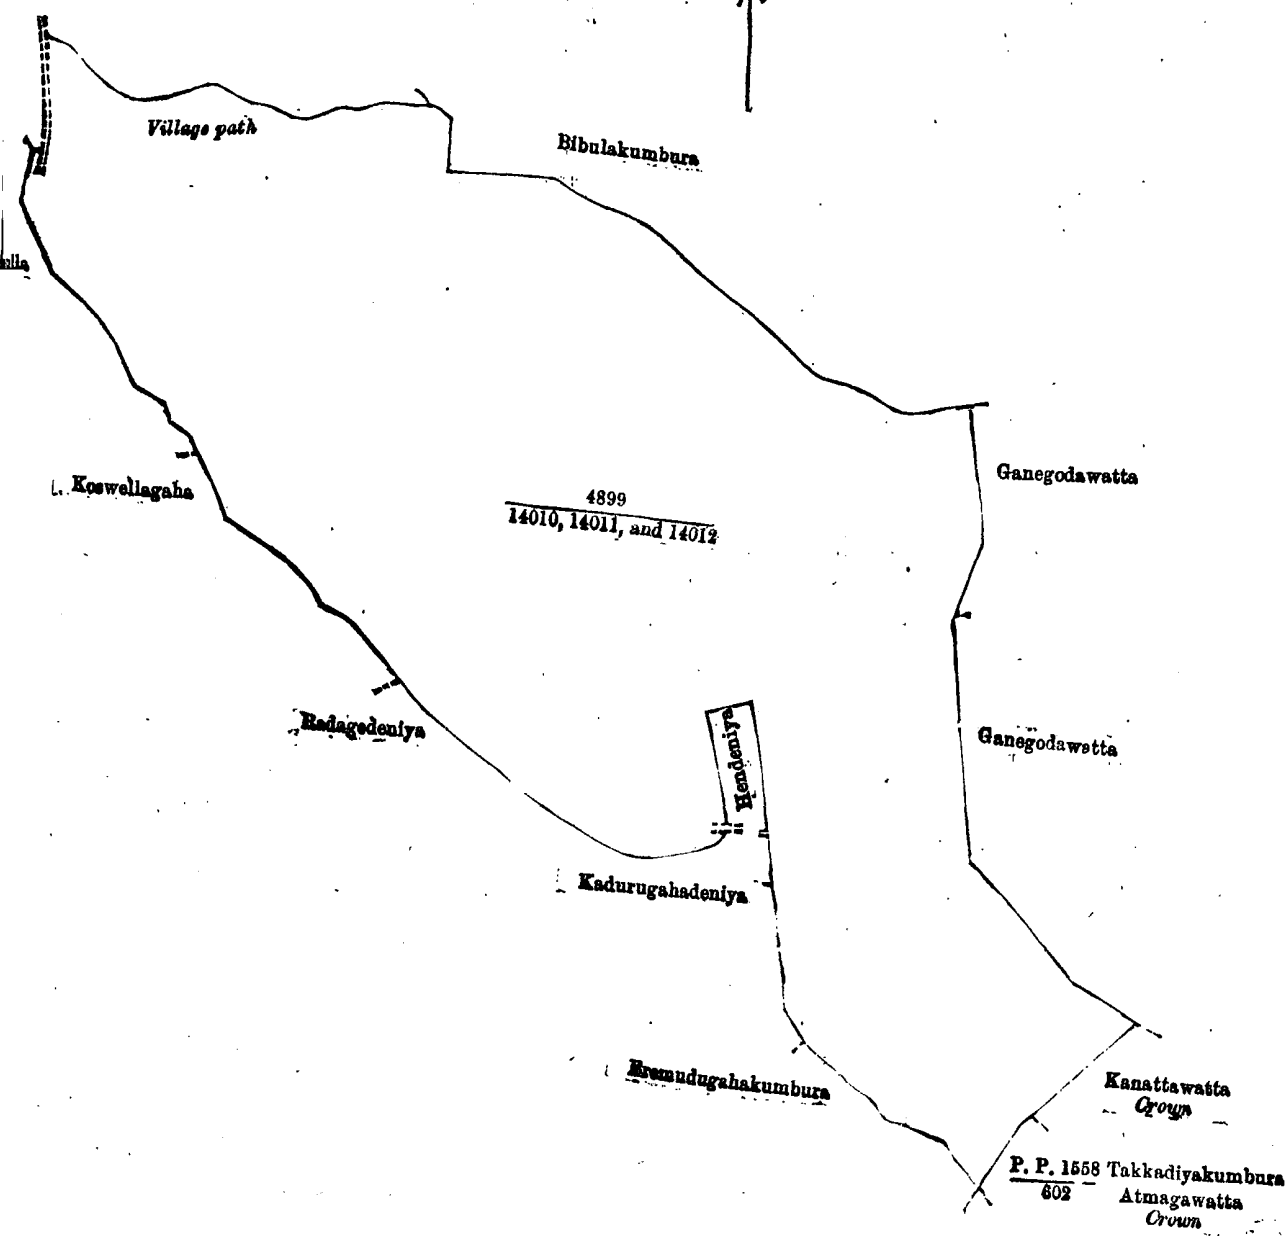 Village path
Bibulakumbura
Ganegodawatta
Koswellagaha
4899
14010, 14011, and 14012
Radagedeniya
Hendeniya
Ganegodawatta
Kadurugahadeniya
Eramudugahakumbura
Kanattawatta
Crown
P. P. 1558 Takkadiyakumbura
602 Atmagawatta
Crown